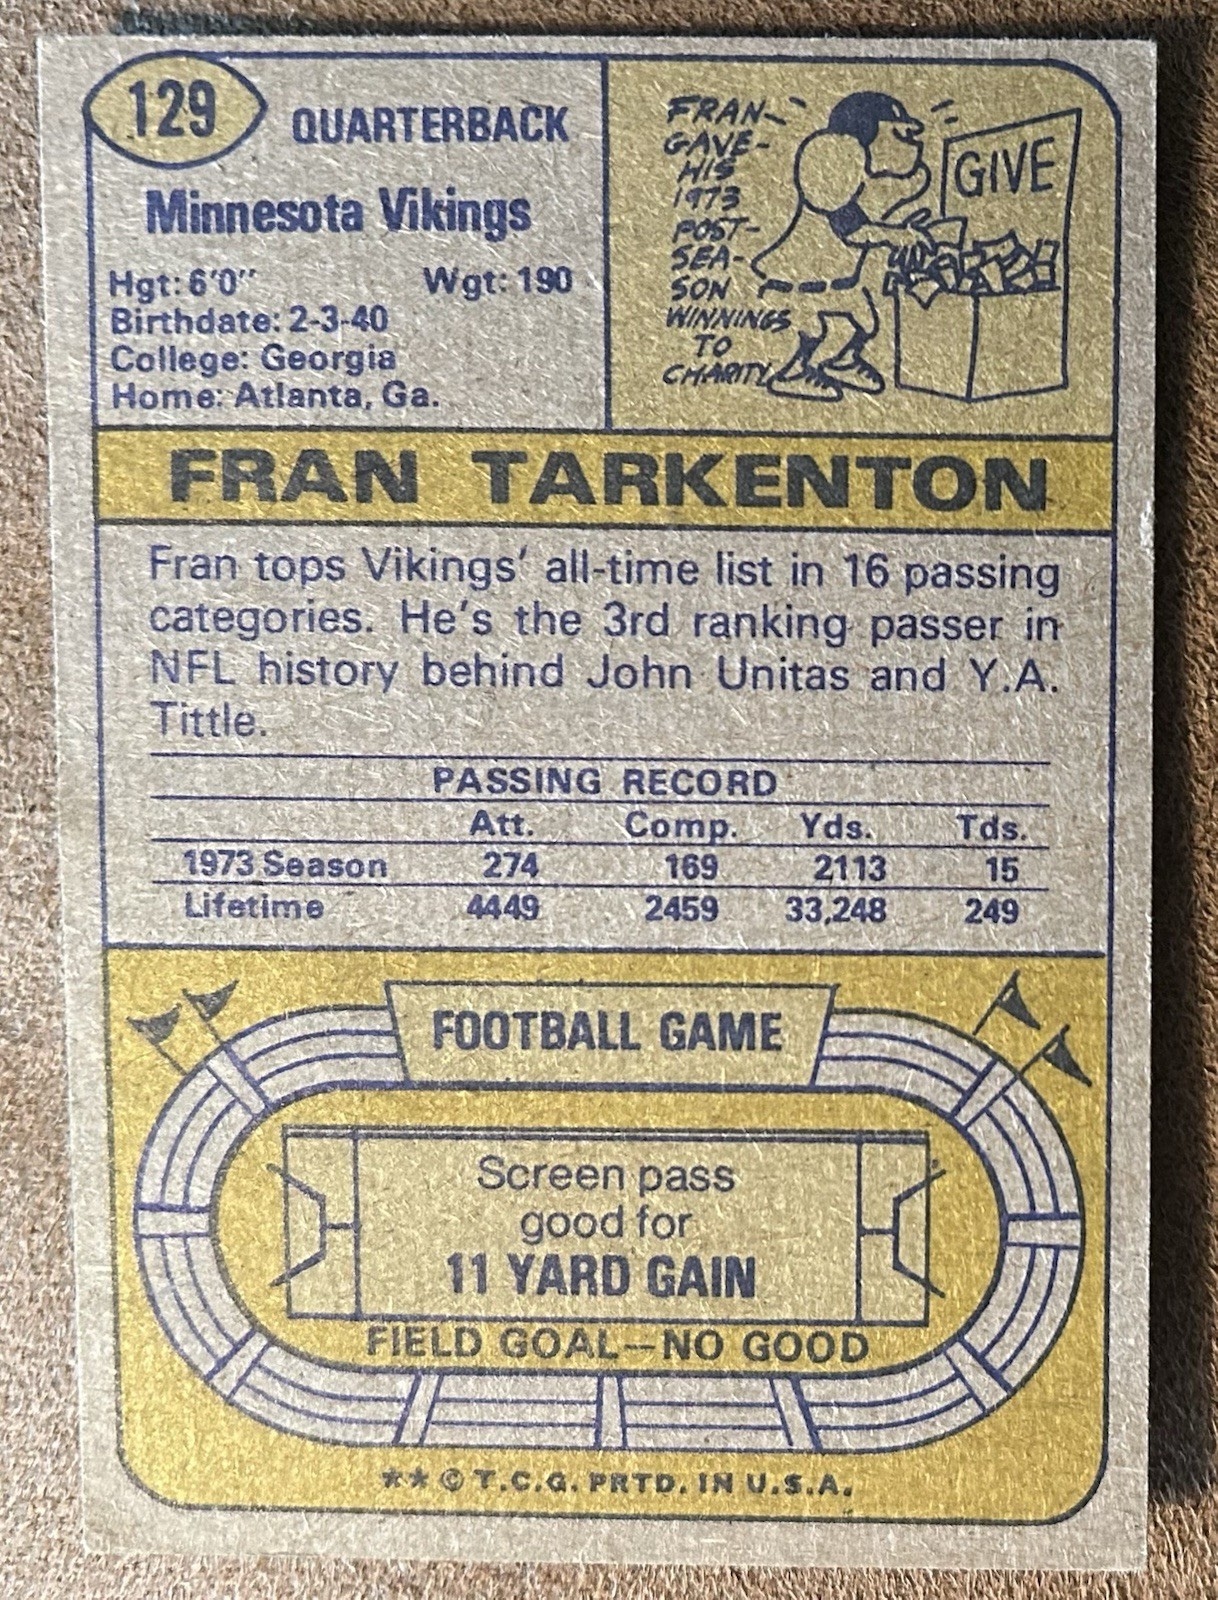 129
QUARTERBACK
Minnesota Vikings
Hgt: 6'0" Wgt: 190
Birthdate: 2-3-40
College: Georgia
Home: Atlanta, Ga.
FRAN
GAVE
HIS
1973
POST-
SEA-
SON
WINNINGS
TO
CHARITY
GIVE
FRAN TARKENTON
Fran tops Vikings' all-time list in 16 passing
categories. He's the 3rd ranking passer in
NFL history behind John Unitas and Y.A.
Tittle.
PASSING RECORD
Att. Comp. Yds. Tds.
1973 Season 274 169 2113 15
Lifetime 4449 2459 33,248 249
FOOTBALL GAME
Screen pass
good for
11 YARD GAIN
FIELD GOAL—NO GOOD
** © T.C.G. PRTD. IN U.S.A.